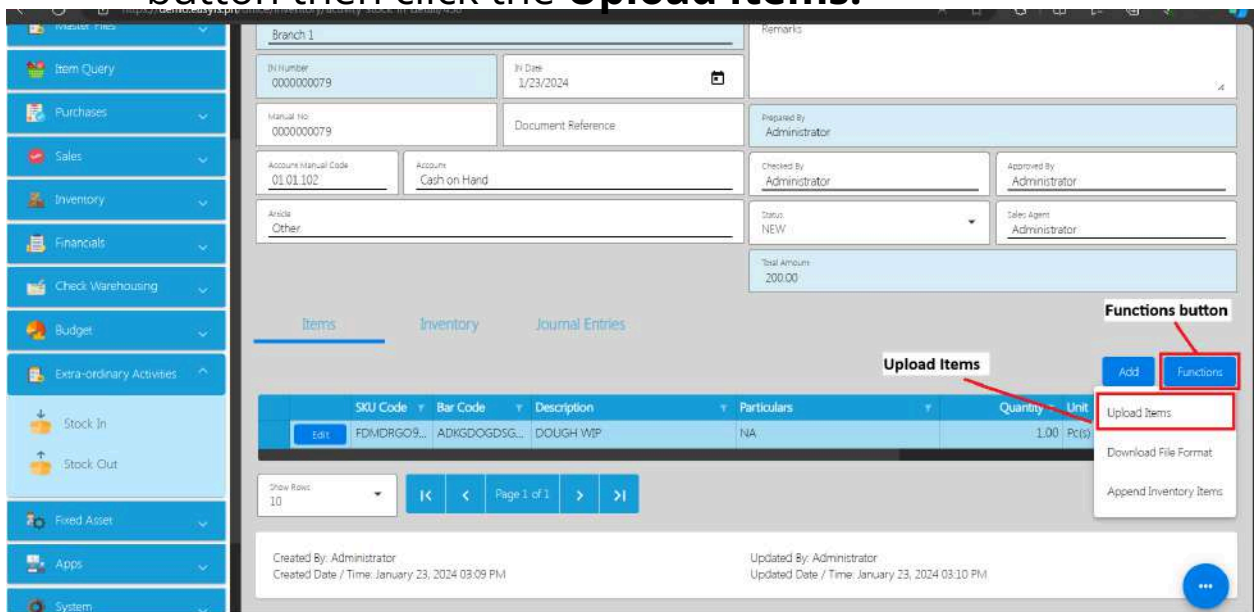 button then click the Upload Items.
Master Files
Branch 1
Remarks
Item Query
IN Number
0000000079
IN Date
1/23/2024
Purchases
Manual No
0000000079
Document Reference
Prepared By
Administrator
Sales
Account Manual Code
01.01.102
Account
Cash on Hand
Checked By
Administrator
Approved By
Administrator
Inventory
Article
Other
Status
NEW
Sales Agent
Administrator
Financials
Total Amount
200.00
Check Warehousing
Budget
Items
Inventory
Journal Entries
Functions button
Upload Items
Extra-ordinary Activities
Add
Functions
SKU Code
Bar Code
Description
Particulars
Quantity
Unit
Upload Items
Stock In
Edit
FDMDRGO9...
ADKGDOGDSG...
DOUGH WIP
NA
1.00
Pc(s)
Download File Format
Stock Out
Show Rows
10
Page 1 of 1
Append Inventory Items
Fixed Asset
Apps
Created By: Administrator
Updated By: Administrator
Created Date / Time: January 23, 2024 03:09 PM
Updated Date / Time: January 23, 2024 03:10 PM
System